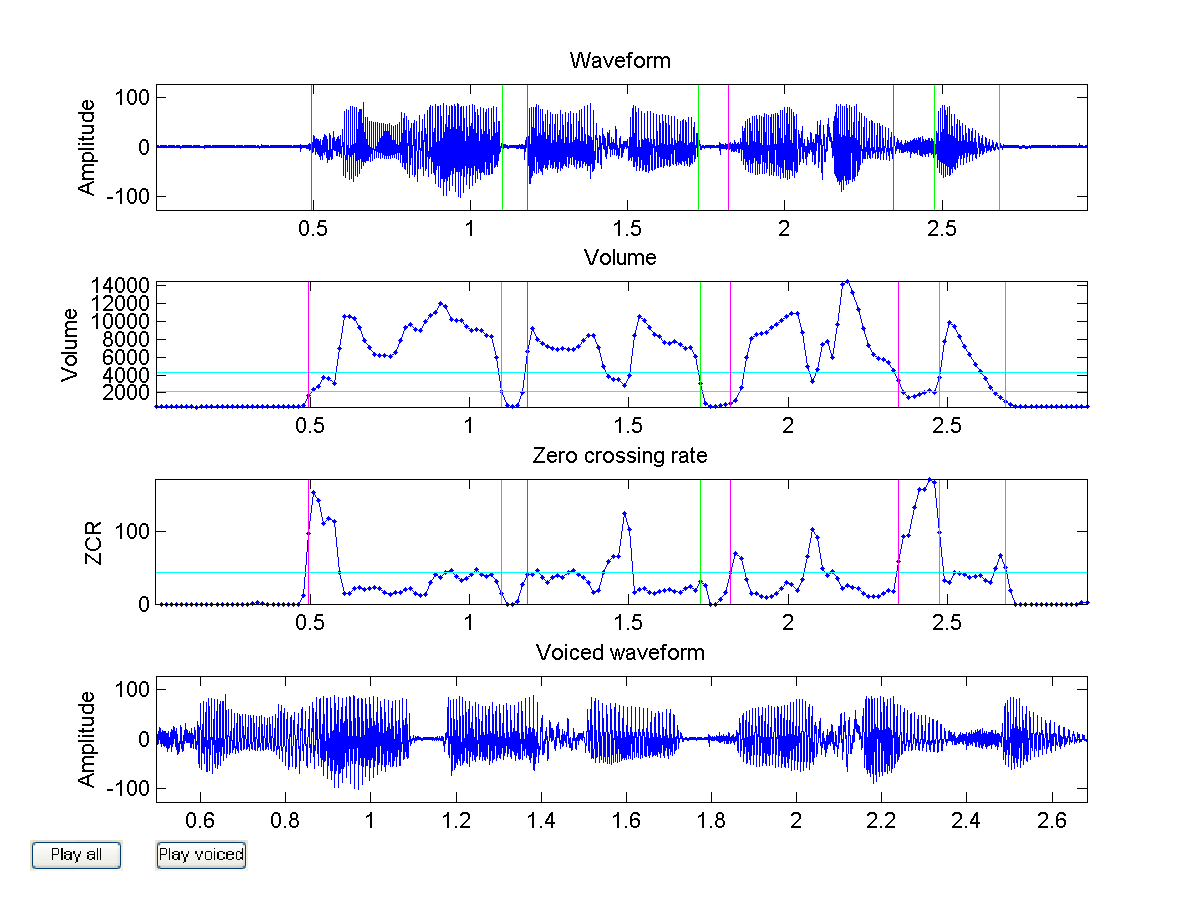 Waveform
Amplitude
100
0
-100
0.5 1 1.5 2 2.5
Volume
Volume
14000
12000
10000
8000
6000
4000
2000
0.5 1 1.5 2 2.5
Zero crossing rate
ZCR
100
0
0.5 1 1.5 2 2.5
Voiced waveform
Amplitude
100
0
-100
0.6 0.8 1 1.2 1.4 1.6 1.8 2 2.2 2.4 2.6
Play all Play voiced